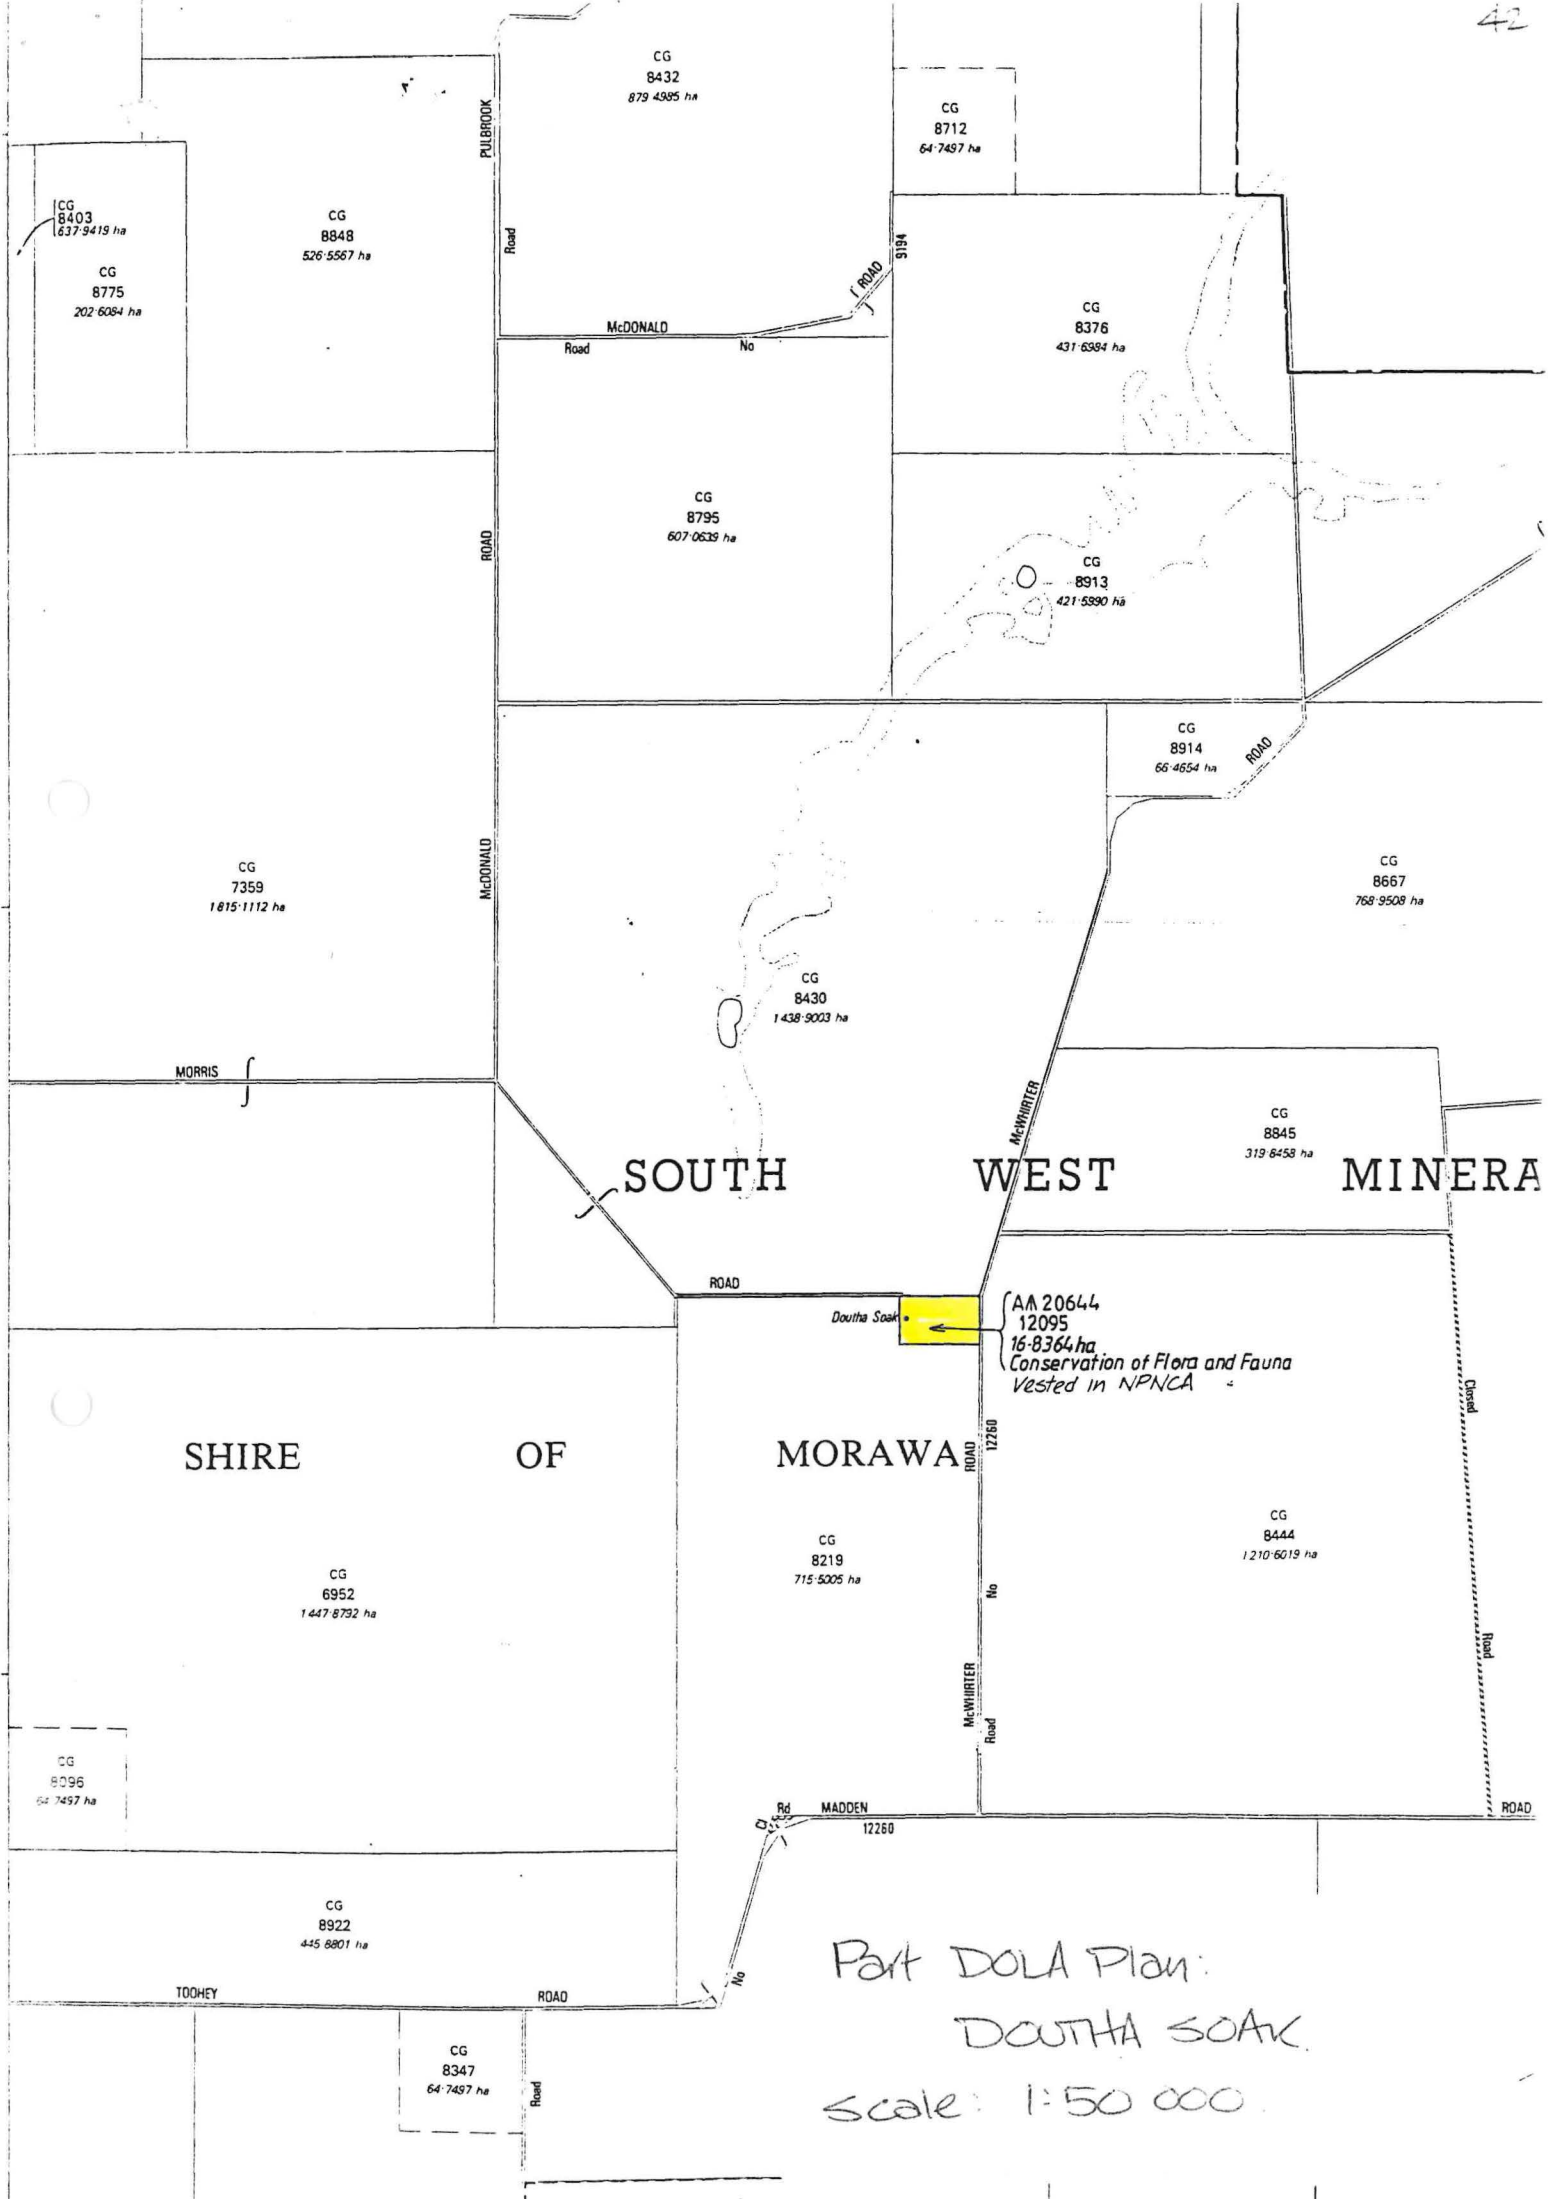 42
CG
8432
879 4985 ha
CG
8712
64·7497 ha
PULBROOK
CG
8403
637·9419 ha
CG
8848
526·5567 ha
Road
9194
ROAD
CG
8775
202·6084 ha
CG
8376
431·6984 ha
McDONALD
Road
No
CG
8795
607·0639 ha
ROAD
CG
8913
421·5990 ha
CG
8914
66·4654 ha
ROAD
CG
7359
1815·1112 ha
McDONALD
CG
8667
768·9508 ha
CG
8430
1438·9003 ha
MORRIS
McWHIRTER
CG
8845
319·8458 ha
SOUTH WEST MINERA
ROAD
Doutha Soak
AA 20644
12095
16·8364ha
Conservation of Flora and Fauna
Vested in NPNCA
Closed
SHIRE OF MORAWA
ROAD
12260
CG
8219
715·5005 ha
CG
8444
1210·6019 ha
CG
6952
1447·8792 ha
No
Road
McWHIRTER
Road
CG
8096
64 7497 ha
Cl
Rd
MADDEN
12260
ROAD
CG
8922
445 8801 ha
TOOHEY
ROAD
No
CG
8347
64·7497 ha
Road
Part DOLA Plan:
DOUTHA SOAK.
Scale: 1:50 000.